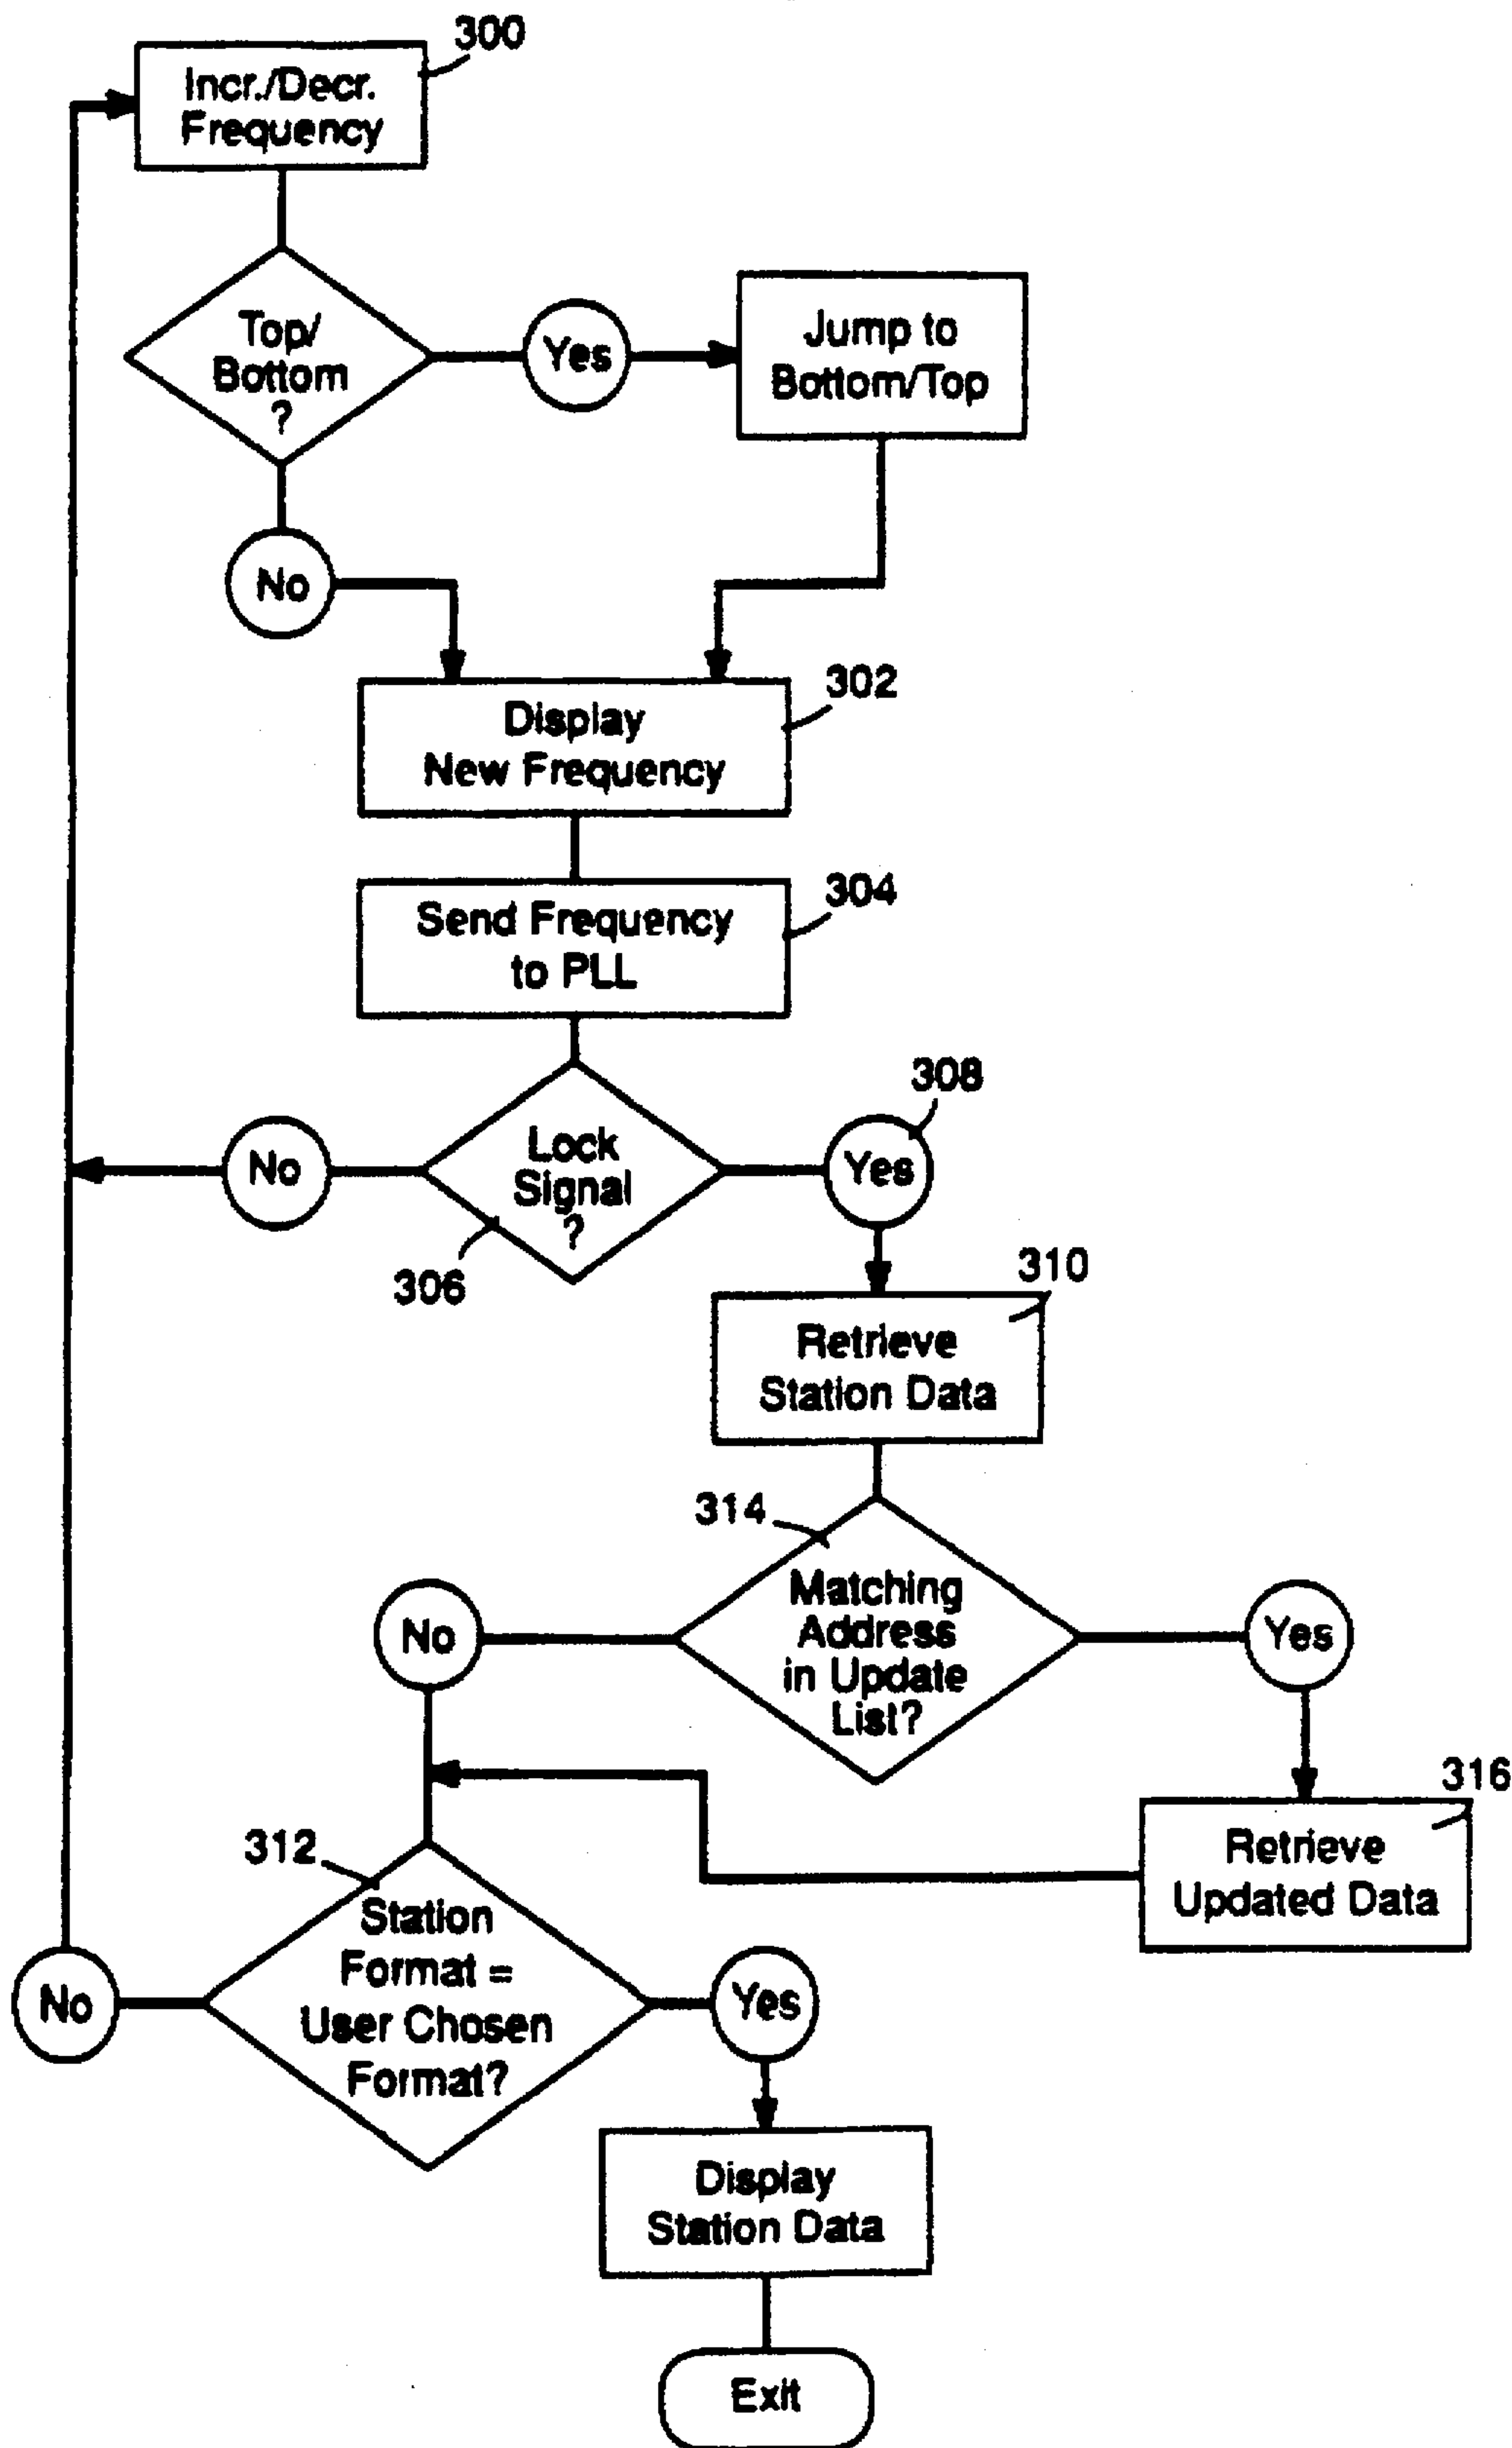 300
Incr./Decr.
Frequency
Top/
Bottom
?
Yes
Jump to
Bottom/Top
No
302
Display
New Frequency
304
Send Frequency
to PLL
308
No
Lock
Signal
?
Yes
306
310
Retrieve
Station Data
314
Matching
Address
in Update
List?
No
Yes
316
Retrieve
Updated Data
312
Station
Format =
User Chosen
Format?
No
Yes
Display
Station Data
Exit